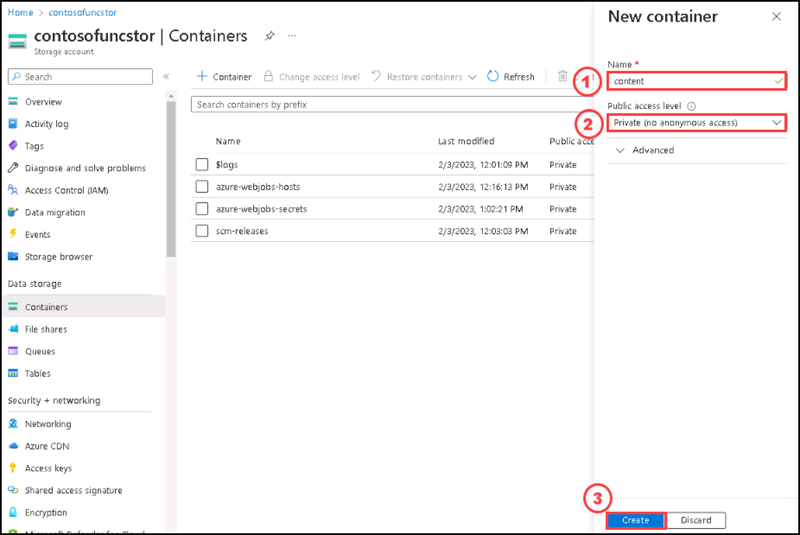 Home > contosofuncstor
contosofuncstor | Containers
Storage account
Search
Overview
Activity log
Tags
Diagnose and solve problems
Access Control (IAM)
Data migration
Events
Storage browser
Data storage
Containers
File shares
Queues
Tables
Security + networking
Networking
Azure CDN
Access keys
Shared access signature
Encryption
Microsoft Defender for Cloud
+ Container Change access level Restore containers Refresh
Search containers by prefix
Name Last modified Public acce
$logs 2/3/2023, 12:01:09 PM Private
azure-webjobs-hosts 2/3/2023, 12:16:13 PM Private
azure-webjobs-secrets 2/3/2023, 1:02:21 PM Private
scm-releases 2/3/2023, 12:03:03 PM Private
New container
Name *
1 content
Public access level
2 Private (no anonymous access)
Advanced
3
Create Discard